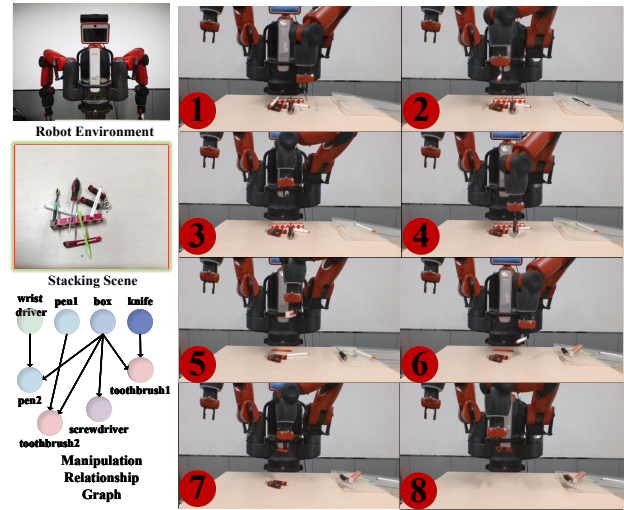 Robot Environment
Stacking Scene
wrist
driver
pen1
box
knife
pen2
toothbrush1
toothbrush2
screwdriver
Manipulation
Relationship
Graph
1
2
3
4
5
6
7
8